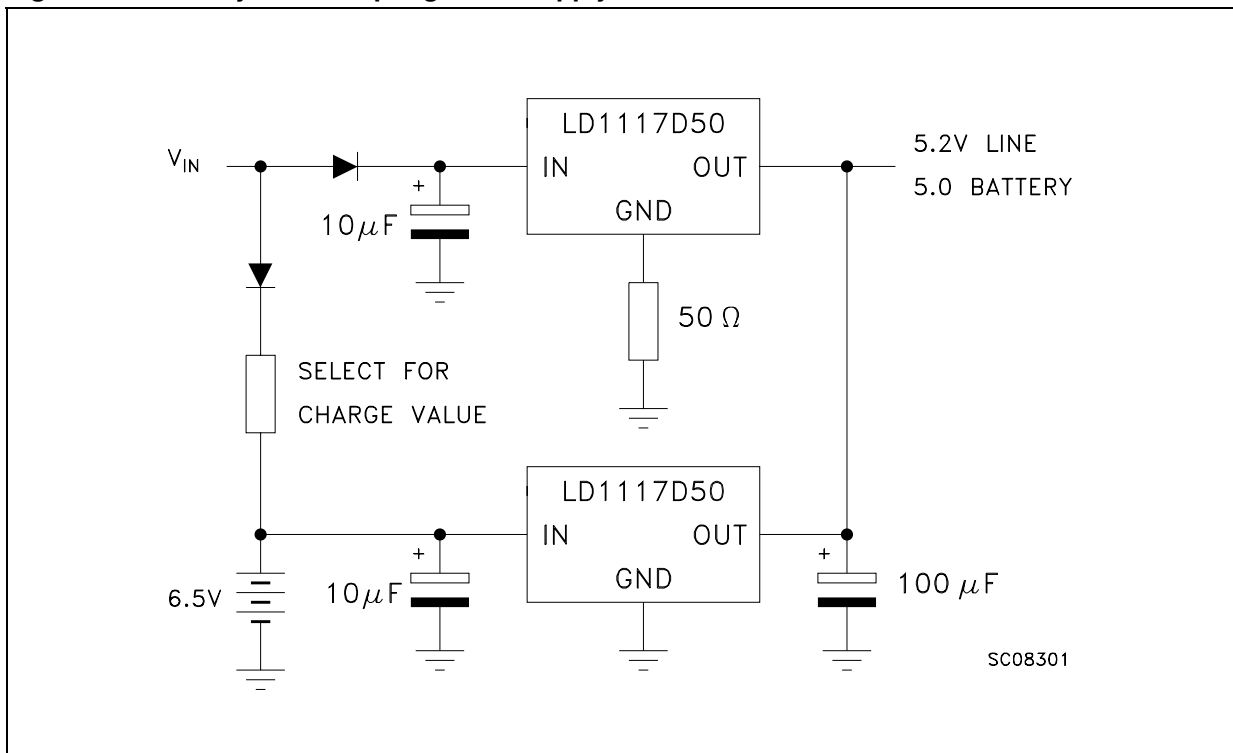 LD1117D50
V_IN
IN
OUT
5.2V LINE
5.0 BATTERY
GND
+
10μF
50 Ω
SELECT FOR
CHARGE VALUE
LD1117D50
IN
OUT
GND
+
10μF
+
100 μF
6.5V
SC08301